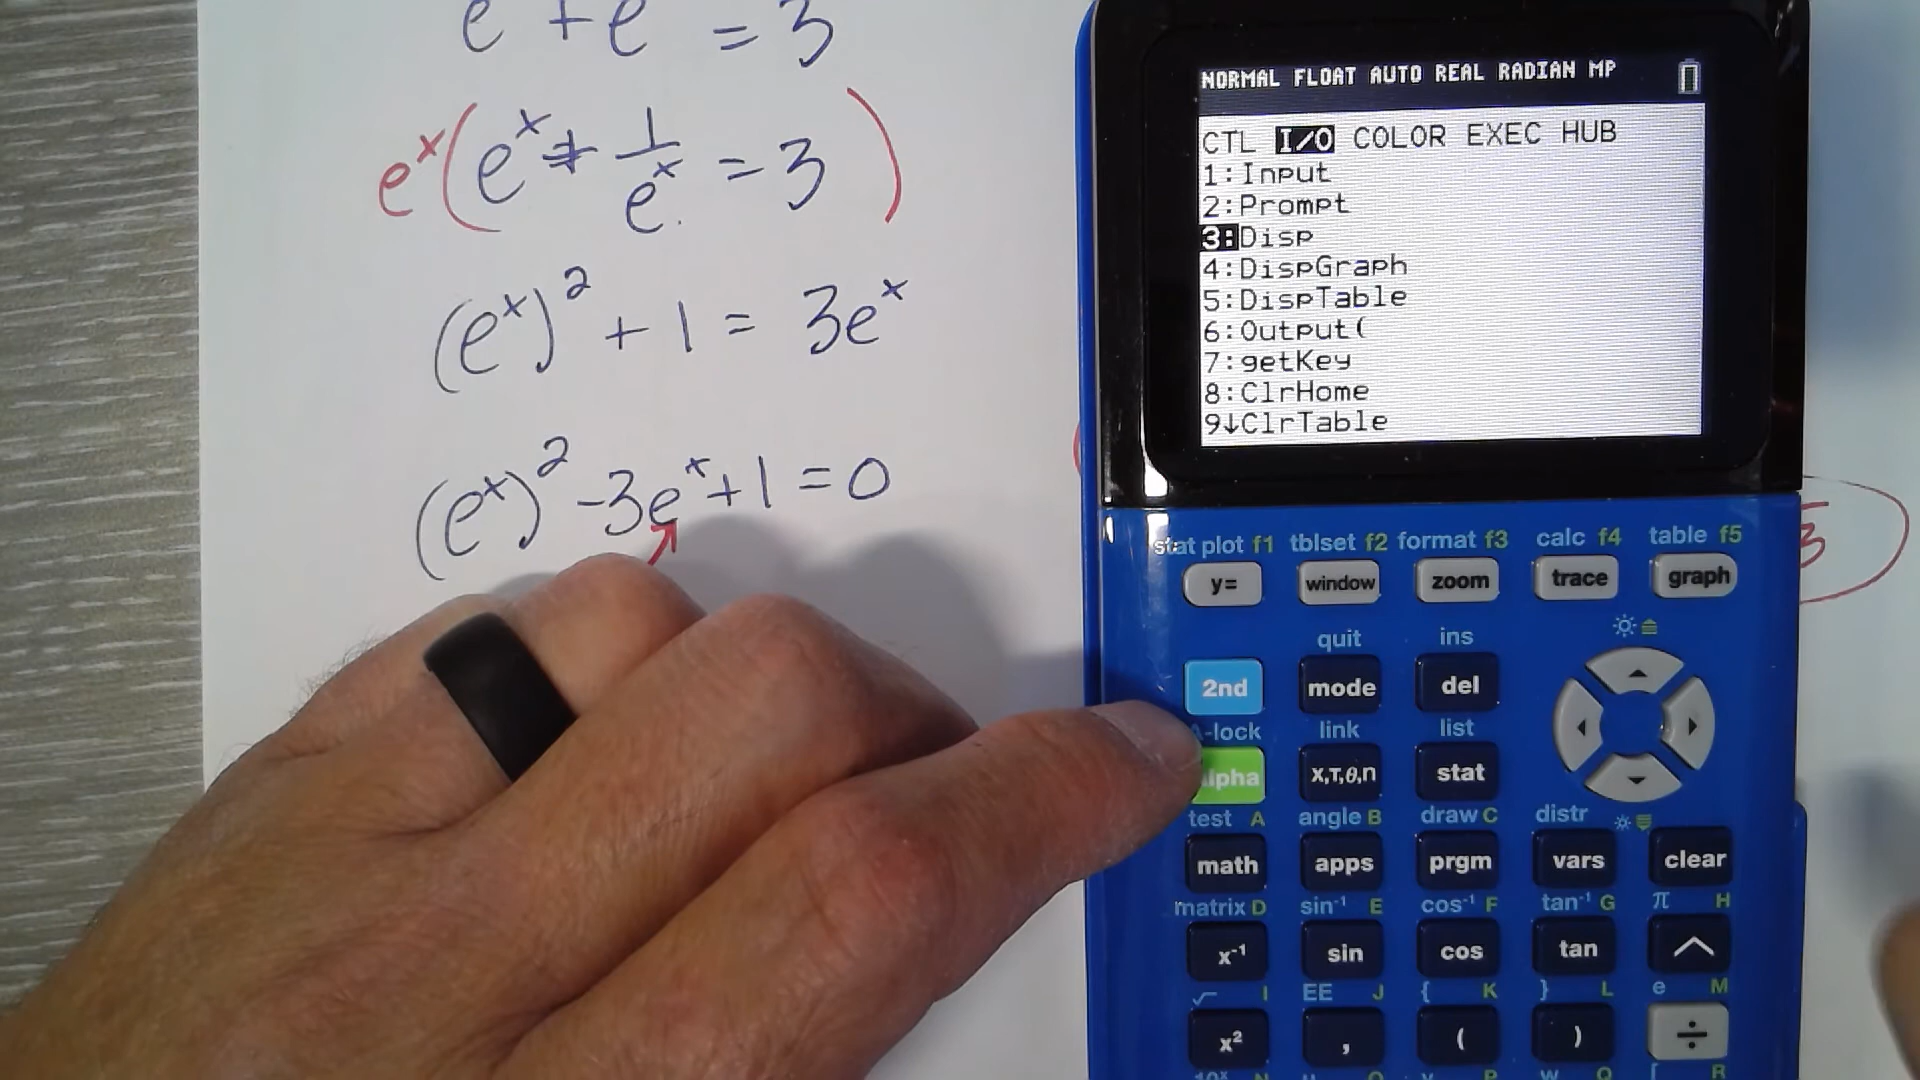 e + e = 3
e^x(e^x + 1/e^x = 3)
(e^x)^2 + 1 = 3e^x
(e^x)^2 - 3e^x + 1 = 0
NORMAL FLOAT AUTO REAL RADIAN MP
CTL I/O COLOR EXEC HUB
1:Input
2:Prompt
3:Disp
4:DispGraph
5:DispTable
6:Output(
7:getKey
8:ClrHome
9↓ClrTable
stat plot f1 tblset f2 format f3 calc f4 table f5
y= window zoom trace graph
quit ins
2nd mode del
A-lock link list
alpha X,T,θ,n stat
test A angle B draw C distr
math apps prgm vars clear
matrix D sin⁻¹ E cos⁻¹ F tan⁻¹ G π H
x⁻¹ sin cos tan ^
√ I EE J { K } L e M
x² , ( ) ÷